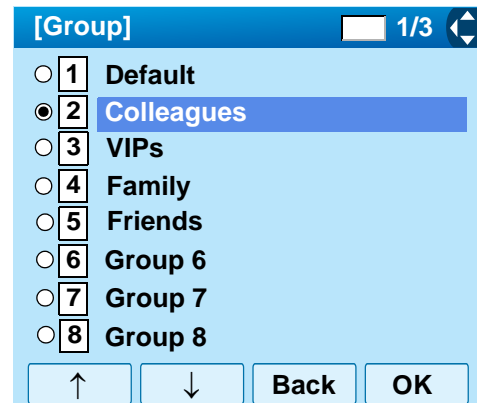 [Group] 1/3
1 Default
2 Colleagues
3 VIPs
4 Family
5 Friends
6 Group 6
7 Group 7
8 Group 8
↑ ↓ Back OK